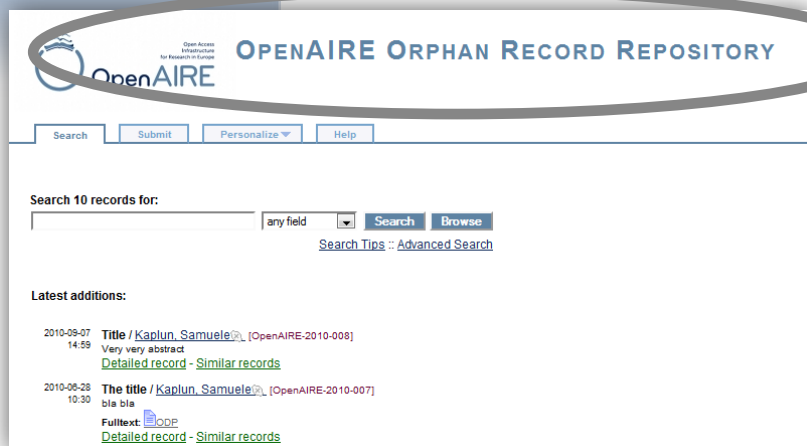 Open Access
Infrastructure
for Research in Europe
OpenAIRE
OPENAIRE ORPHAN RECORD REPOSITORY
Search Submit Personalize Help
Search 10 records for:
any field Search Browse
Search Tips :: Advanced Search
Latest additions:
2010-09-07 Title / Kaplun, Samuele [OpenAIRE-2010-008]
14:59 Very very abstract
Detailed record - Similar records
2010-06-28 The title / Kaplun, Samuele [OpenAIRE-2010-007]
10:30 bla bla
Fulltext: ODP
Detailed record - Similar records